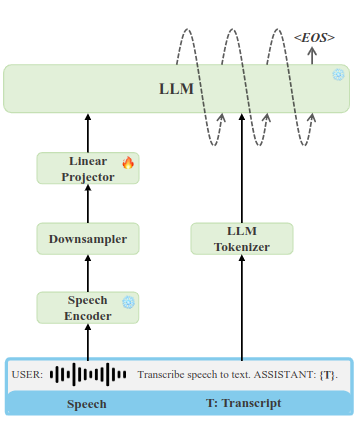 <EOS>
LLM
Linear
Projector
Downsampler
LLM
Tokenizer
Speech
Encoder
USER: Transcribe speech to text. ASSISTANT: {T}.
Speech T: Transcript